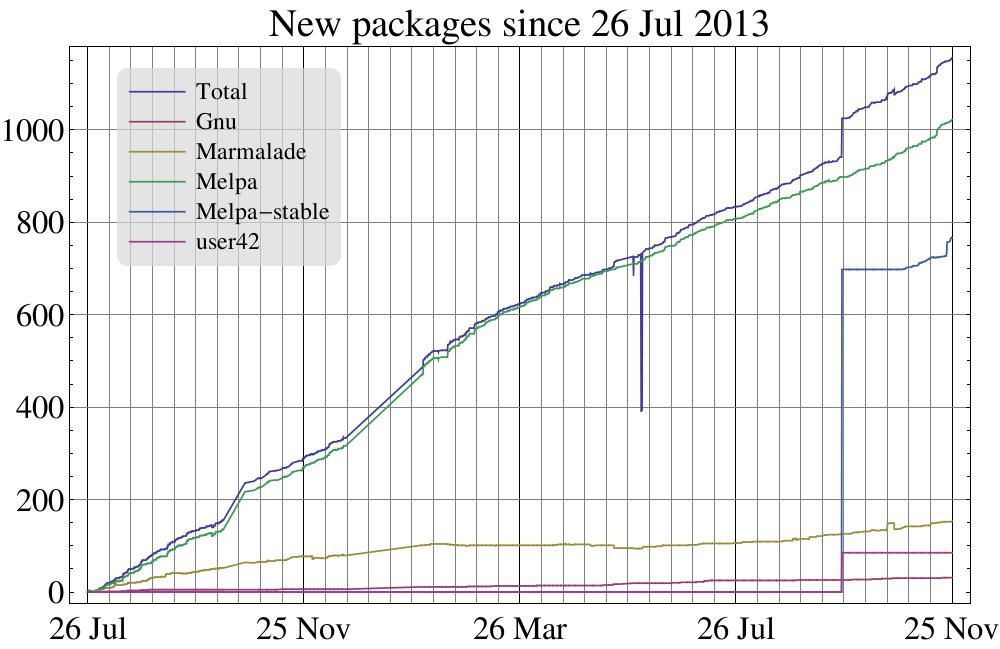 New packages since 26 Jul 2013
Total
Gnu
Marmalade
Melpa
Melpa−stable
user42
1000
800
600
400
200
0
26 Jul
25 Nov
26 Mar
26 Jul
25 Nov